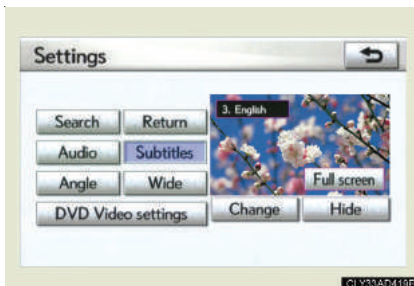 Settings
3. English
Search
Return
Audio
Subtitles
Full screen
Angle
Wide
DVD Video settings
Change
Hide
CLY33AD419E